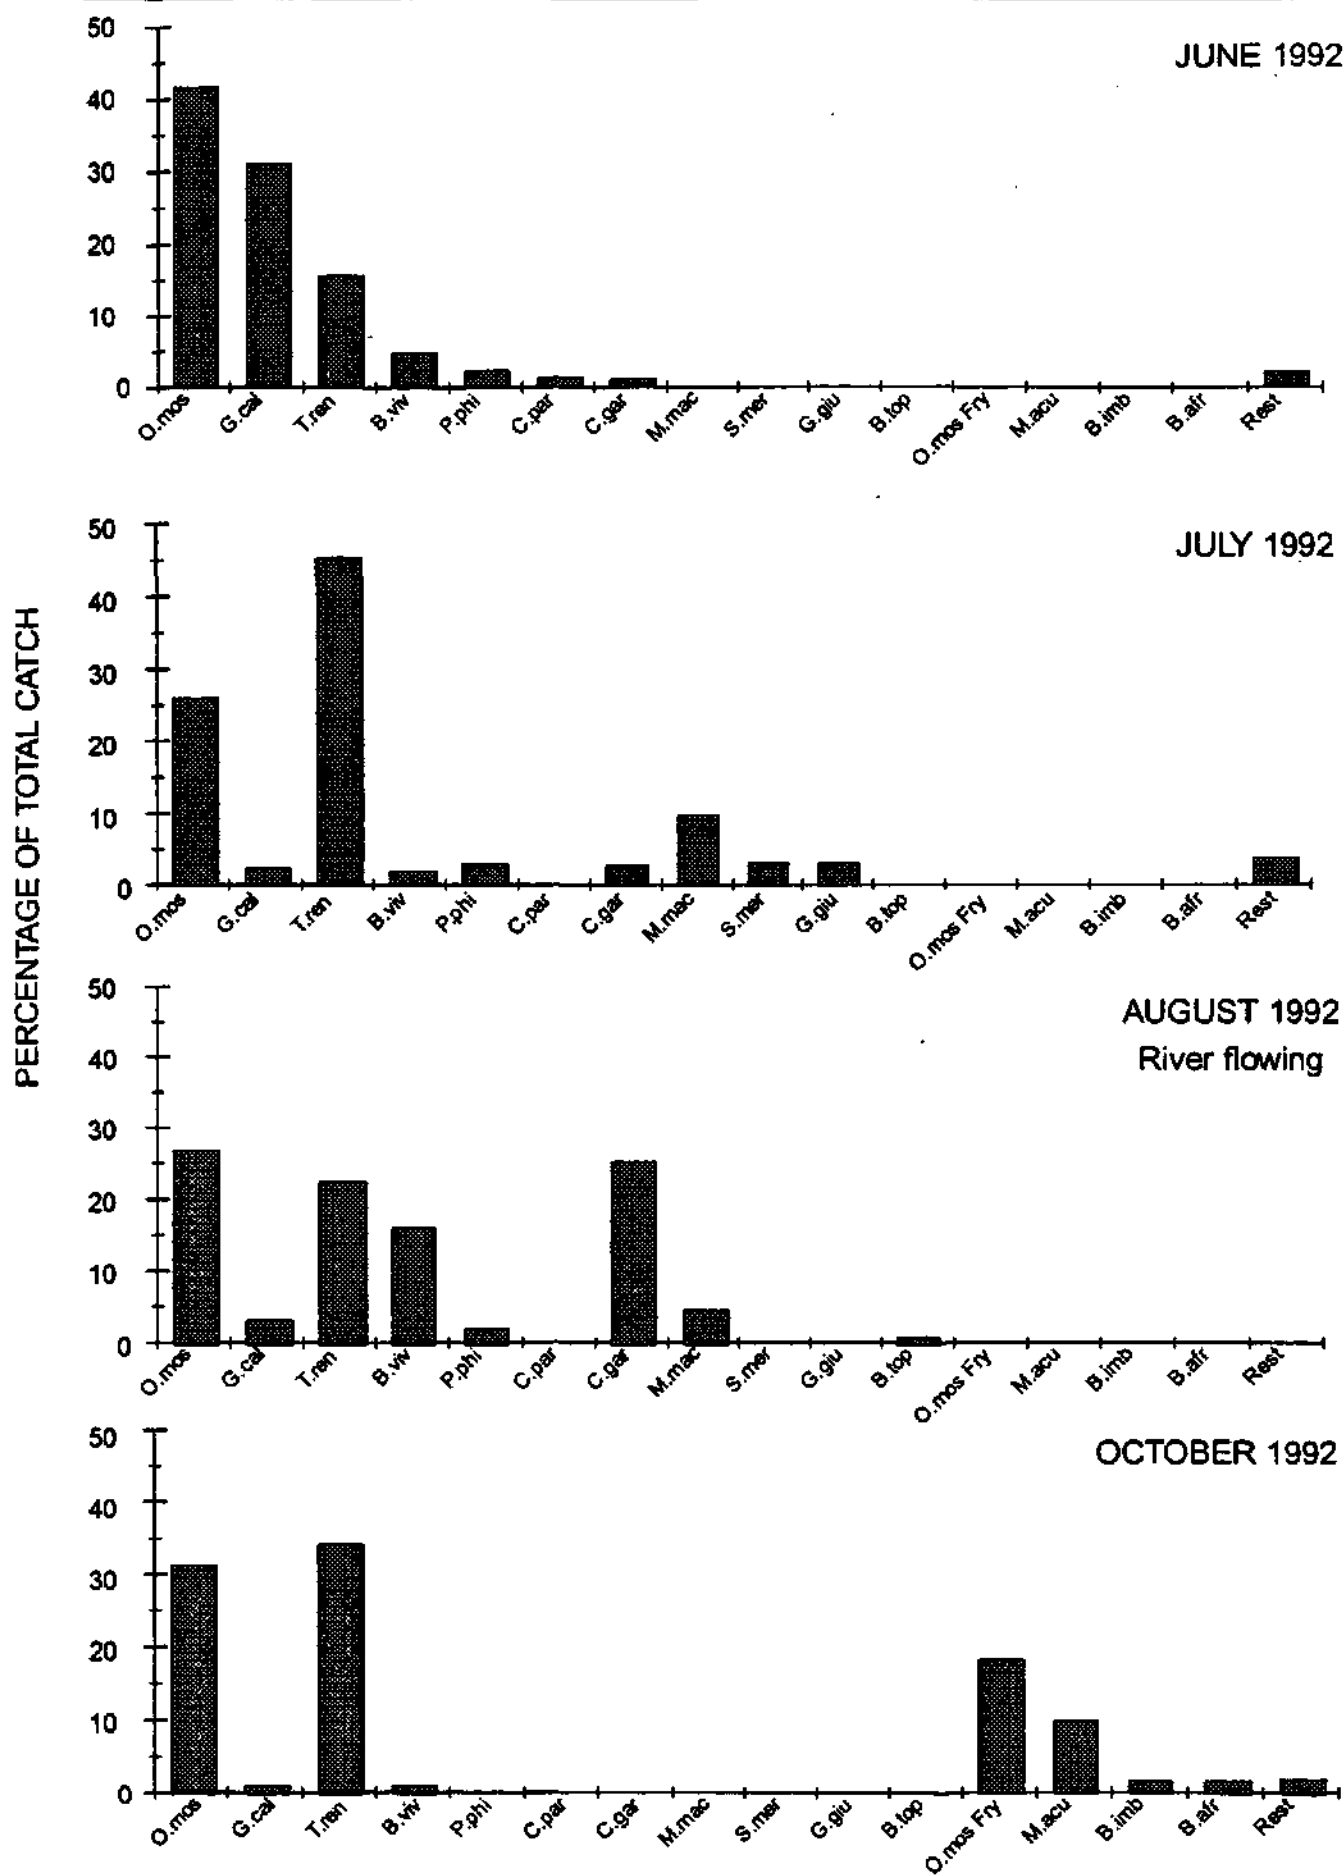 PERCENTAGE OF TOTAL CATCH
JUNE 1992
50
40
30
20
10
0
O.mos G.cal T.ren B.viv P.phi C.par C.gar M.mac S.mer G.giu B.top O.mos Fry M.acu B.imb B.afr Rest
JULY 1992
50
40
30
20
10
0
O.mos G.cal T.ren B.viv P.phi C.par C.gar M.mac S.mer G.giu B.top O.mos Fry M.acu B.imb B.afr Rest
AUGUST 1992
River flowing
50
40
30
20
10
0
O.mos G.cal T.ren B.viv P.phi C.par C.gar M.mac S.mer G.giu B.top O.mos Fry M.acu B.imb B.afr Rest
OCTOBER 1992
50
40
30
20
10
0
O.mos G.cal T.ren B.viv P.phi C.par C.gar M.mac S.mer G.giu B.top O.mos Fry M.acu B.imb B.afr Rest